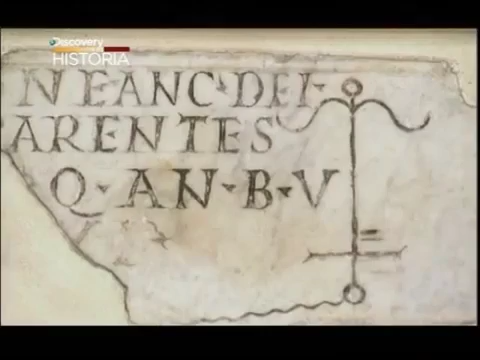 Discovery
HISTORIA
N EANC · DEI ·
ARENTES
Q · AN · B · V